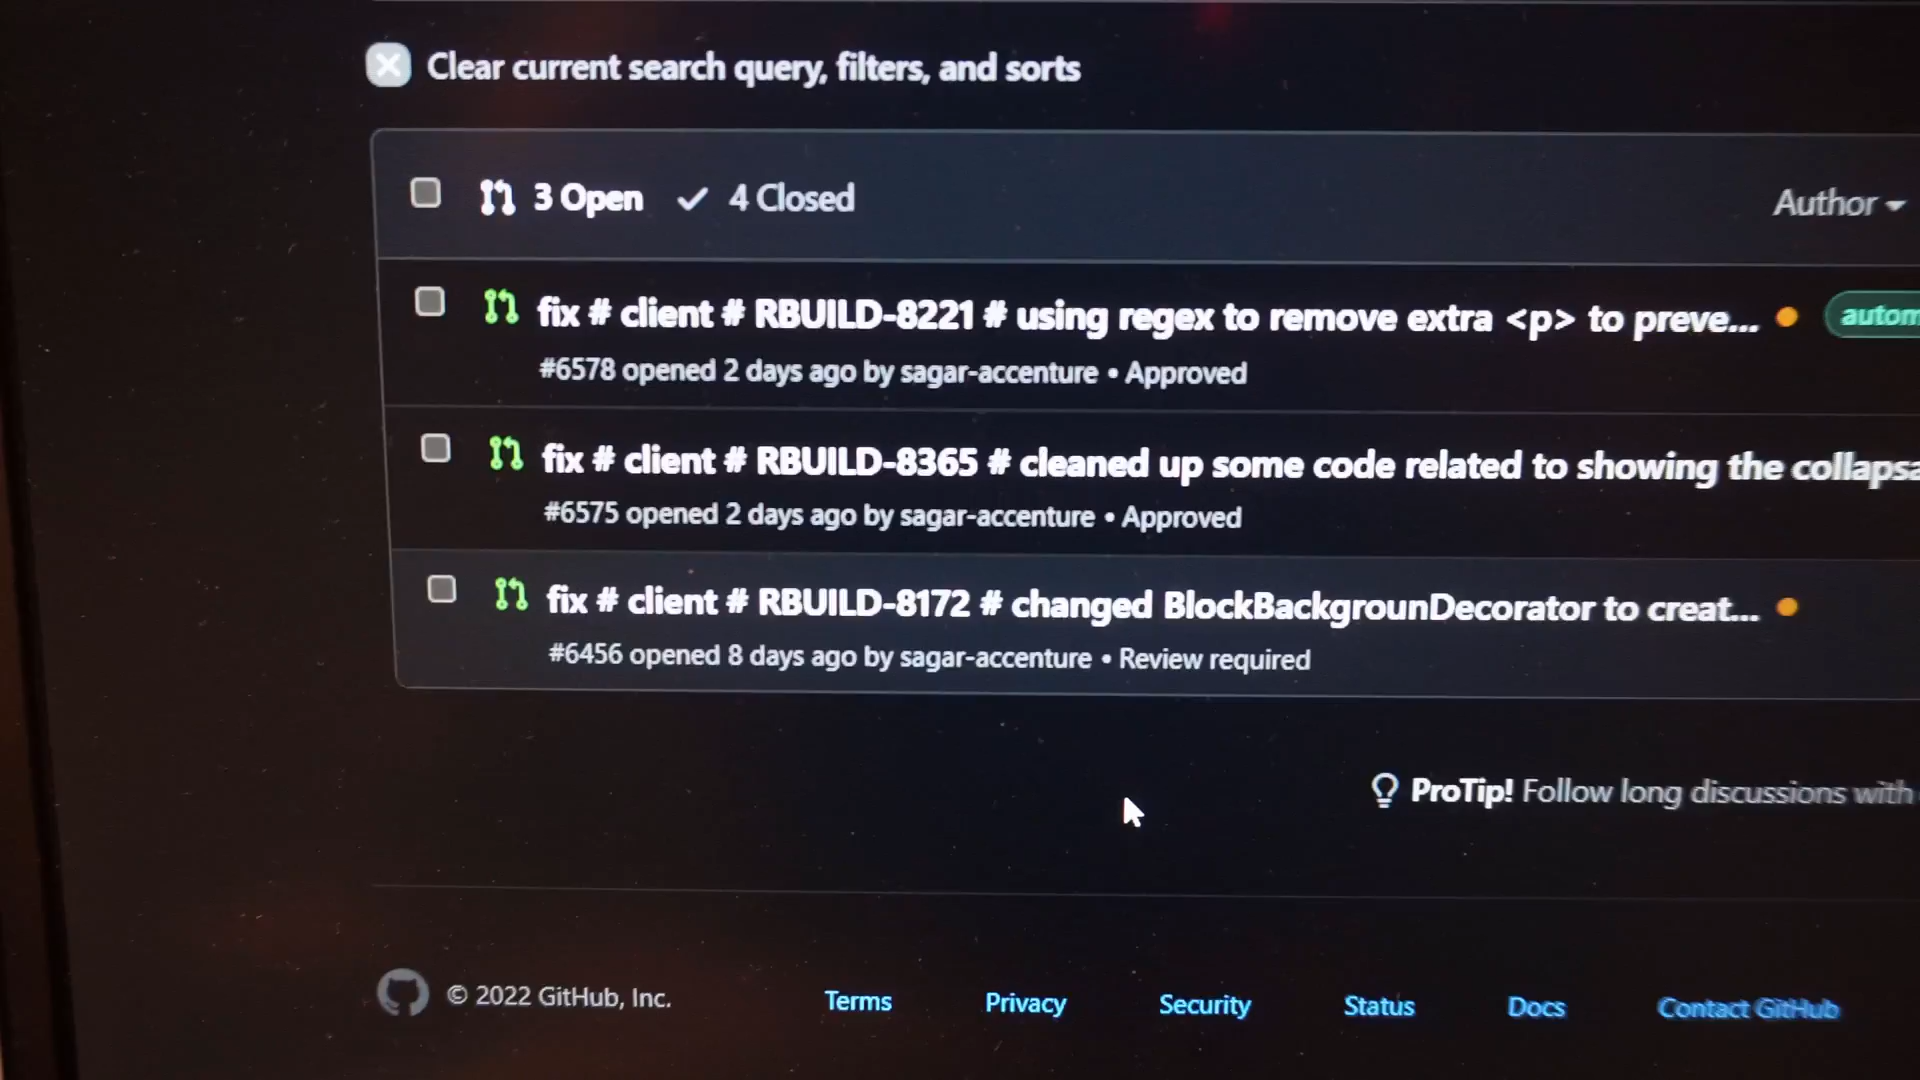 Clear current search query, filters, and sorts
3 Open 4 Closed Author
fix # client # RBUILD-8221 # using regex to remove extra <p> to preve... autom
#6578 opened 2 days ago by sagar-accenture • Approved
fix # client # RBUILD-8365 # cleaned up some code related to showing the collapsa
#6575 opened 2 days ago by sagar-accenture • Approved
fix # client # RBUILD-8172 # changed BlockBackgrounDecorator to creat...
#6456 opened 8 days ago by sagar-accenture • Review required
ProTip! Follow long discussions with
© 2022 GitHub, Inc. Terms Privacy Security Status Docs Contact GitHub